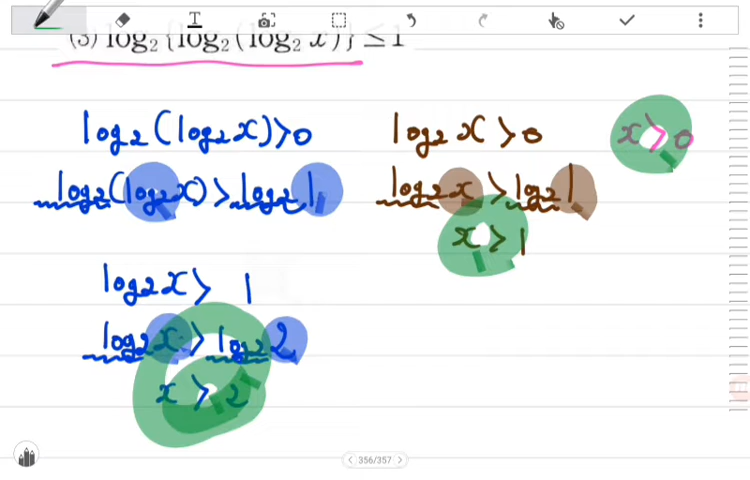 (3) log₂{log₂(log₂ x)} ≤ 1
log₂(log₂x)>0
log₂x>0
x>0
log₂(log₂x)>log₂1
log₂x>log₂1
x>1
log₂x> 1
log₂x>log₂2
x>2
356/357